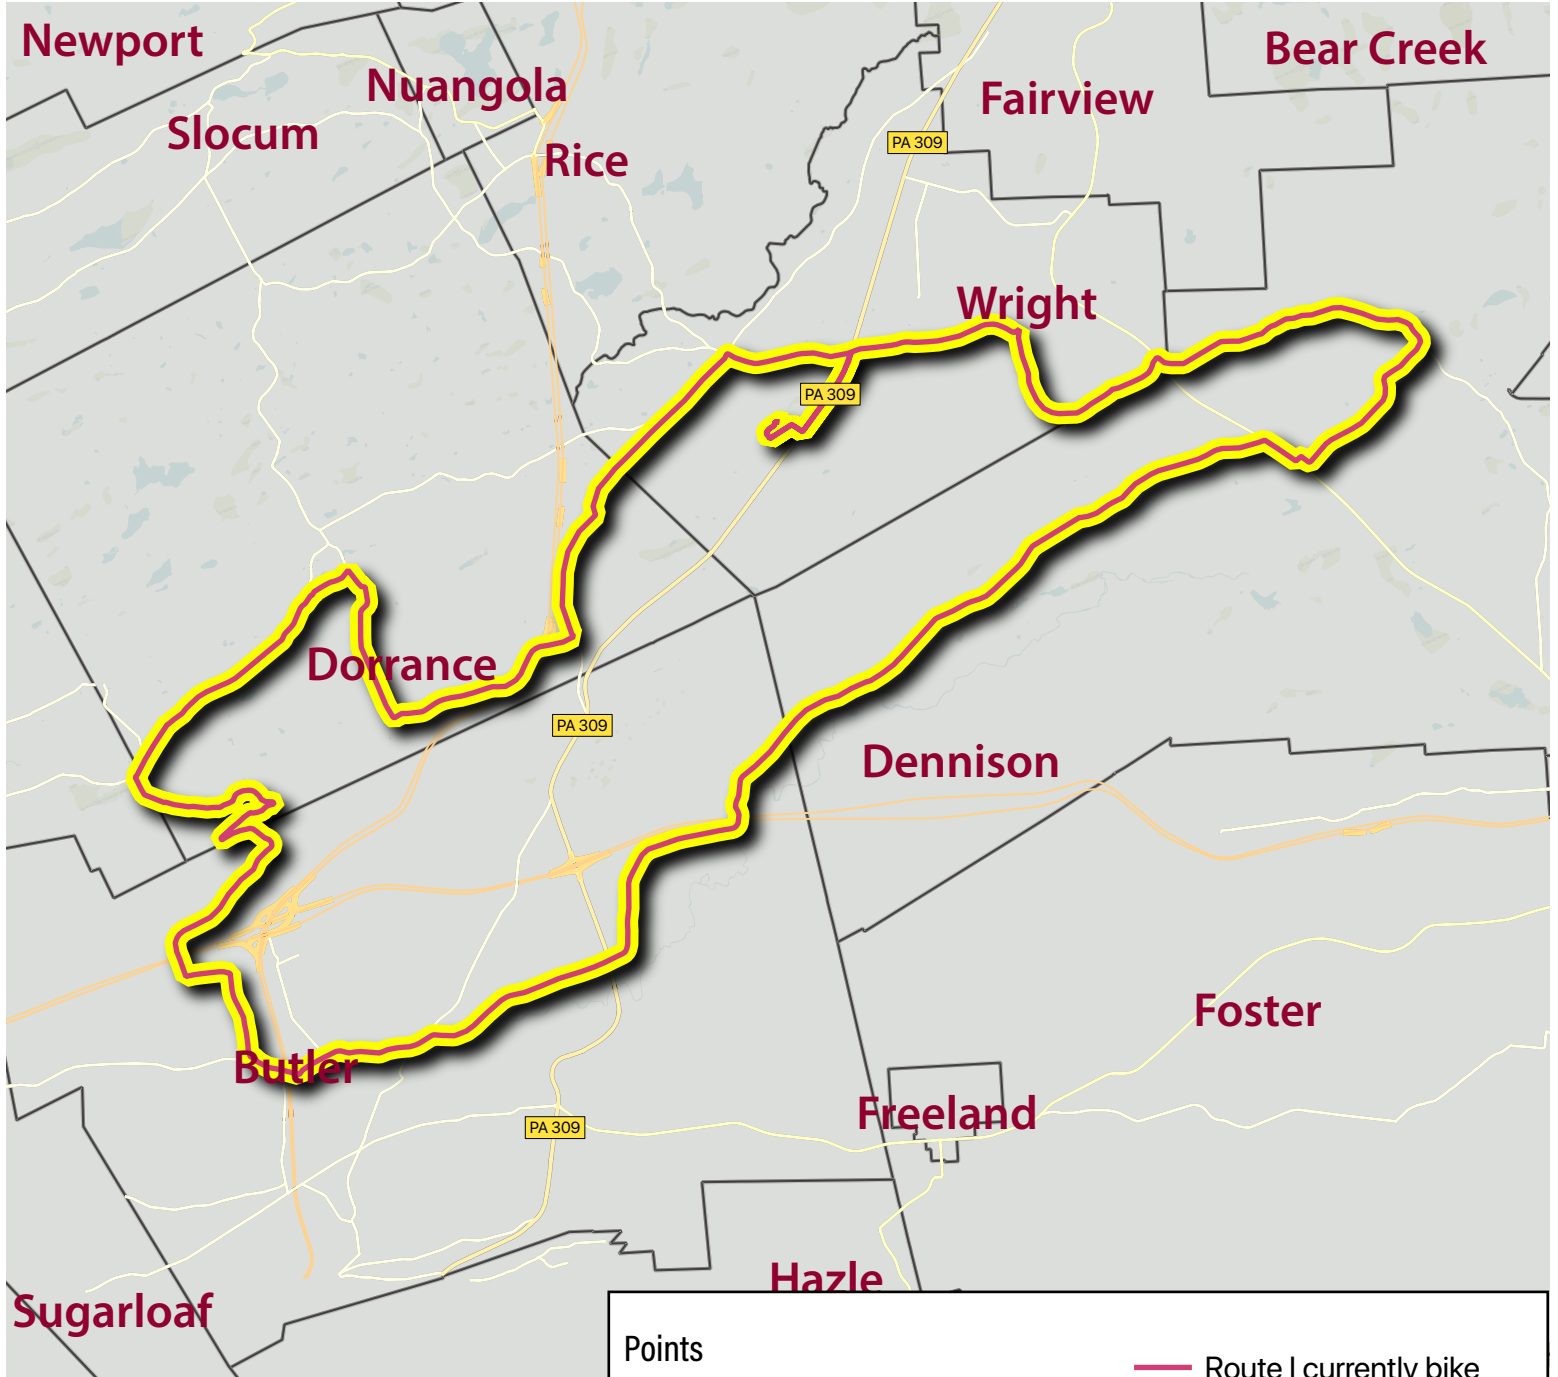 Newport
Bear Creek
Nuangola
Fairview
Slocum
PA 309
Rice
Wright
PA 309
Dorrance
PA 309
Dennison
Foster
Butler
Freeland
PA 309
Hazle
Sugarloaf
Points
Route I currently bike